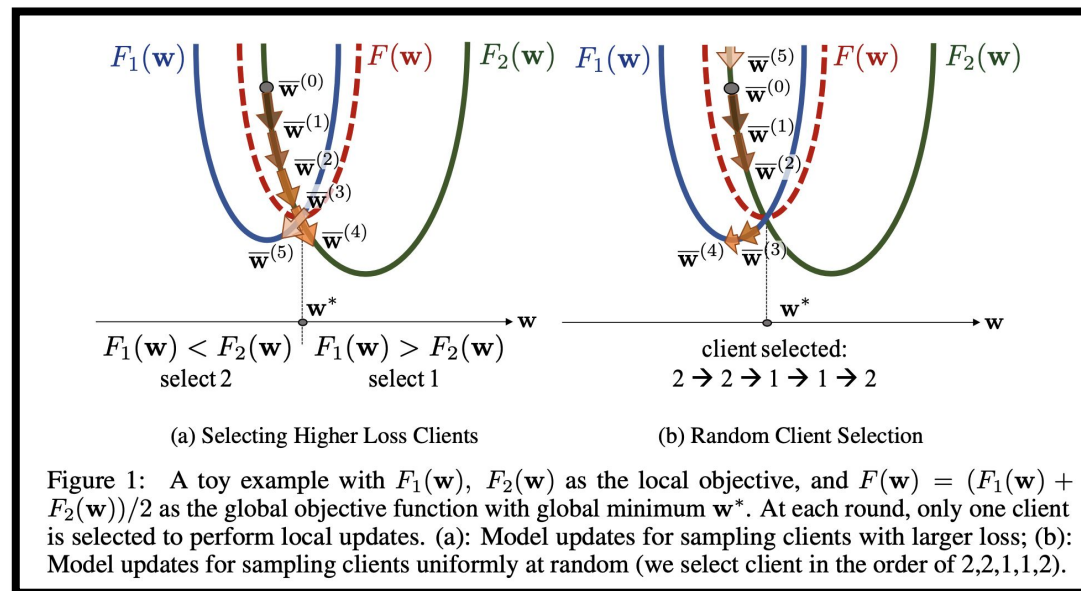 F₁(w) F(w) F₂(w)
w̅⁽⁰⁾
w̅⁽¹⁾
w̅⁽²⁾
w̅⁽³⁾
w̅⁽⁴⁾
w̅⁽⁵⁾
w*
w
F₁(w) < F₂(w) F₁(w) > F₂(w)
select 2 select 1
(a) Selecting Higher Loss Clients
F₁(w) F(w) F₂(w)
w̅⁽⁵⁾
w̅⁽⁰⁾
w̅⁽¹⁾
w̅⁽²⁾
w̅⁽⁴⁾ w̅⁽³⁾
w*
w
client selected:
2 → 2 → 1 → 1 → 2
(b) Random Client Selection
Figure 1: A toy example with F₁(w), F₂(w) as the local objective, and F(w) = (F₁(w) +
F₂(w))/2 as the global objective function with global minimum w*. At each round, only one client
is selected to perform local updates. (a): Model updates for sampling clients with larger loss; (b):
Model updates for sampling clients uniformly at random (we select client in the order of 2,2,1,1,2).